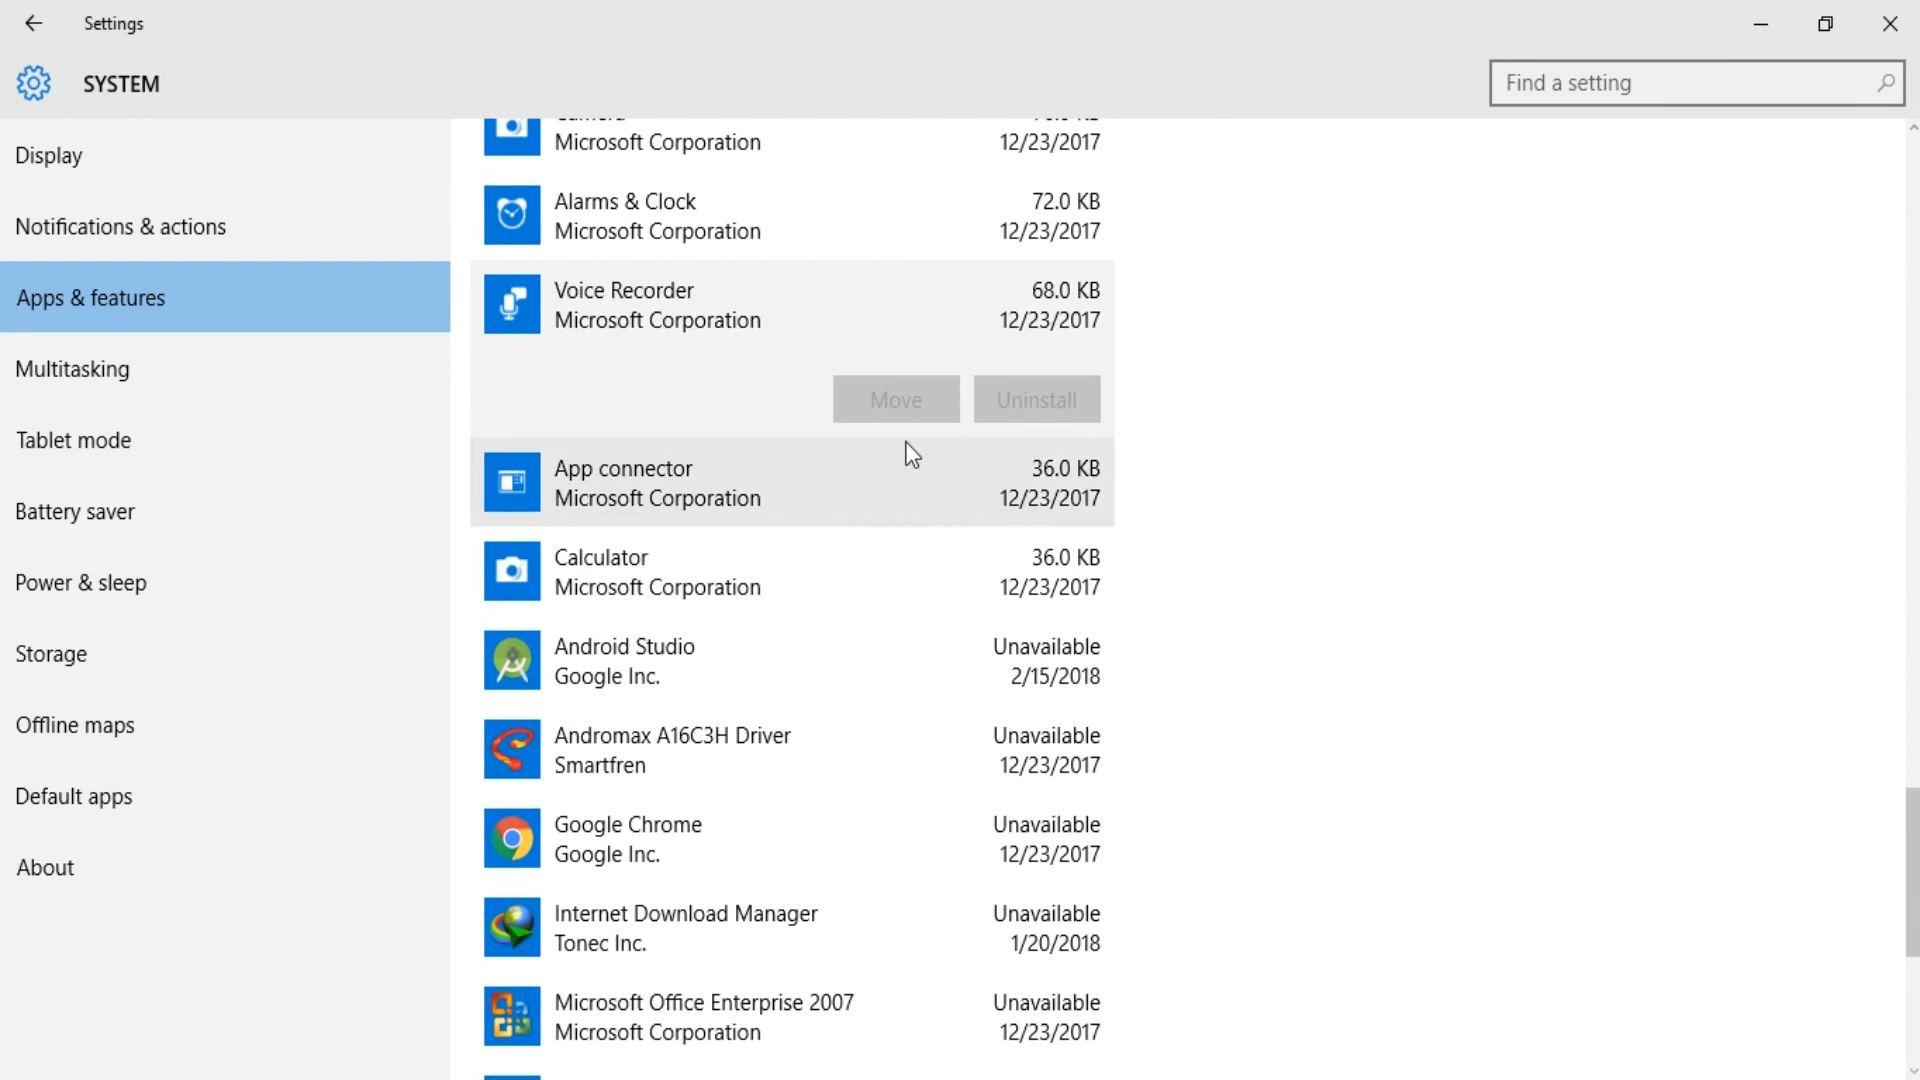 Settings
SYSTEM
Find a setting
Display
Notifications & actions
Apps & features
Multitasking
Tablet mode
Battery saver
Power & sleep
Storage
Offline maps
Default apps
About
Microsoft Corporation 12/23/2017
Alarms & Clock 72.0 KB
Microsoft Corporation 12/23/2017
Voice Recorder 68.0 KB
Microsoft Corporation 12/23/2017
Move Uninstall
App connector 36.0 KB
Microsoft Corporation 12/23/2017
Calculator 36.0 KB
Microsoft Corporation 12/23/2017
Android Studio Unavailable
Google Inc. 2/15/2018
Andromax A16C3H Driver Unavailable
Smartfren 12/23/2017
Google Chrome Unavailable
Google Inc. 12/23/2017
Internet Download Manager Unavailable
Tonec Inc. 1/20/2018
Microsoft Office Enterprise 2007 Unavailable
Microsoft Corporation 12/23/2017